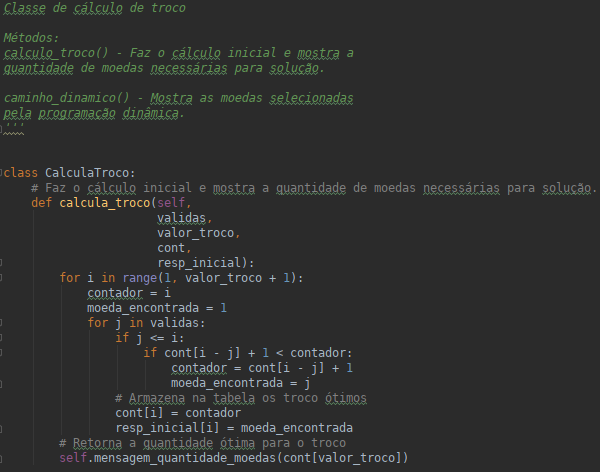 Classe de cálculo de troco
Métodos:
calculo_troco() - Faz o cálculo inicial e mostra a
quantidade de moedas necessárias para solução.
caminho_dinamico() - Mostra as moedas selecionadas
pela programação dinâmica.
'''
class CalculaTroco:
# Faz o cálculo inicial e mostra a quantidade de moedas necessárias para solução.
def calcula_troco(self,
validas,
valor_troco,
cont,
resp_inicial):
for i in range(1, valor_troco + 1):
contador = i
moeda_encontrada = 1
for j in validas:
if j <= i:
if cont[i - j] + 1 < contador:
contador = cont[i - j] + 1
moeda_encontrada = j
# Armazena na tabela os troco ótimos
cont[i] = contador
resp_inicial[i] = moeda_encontrada
# Retorna a quantidade ótima para o troco
self.mensagem_quantidade_moedas(cont[valor_troco])